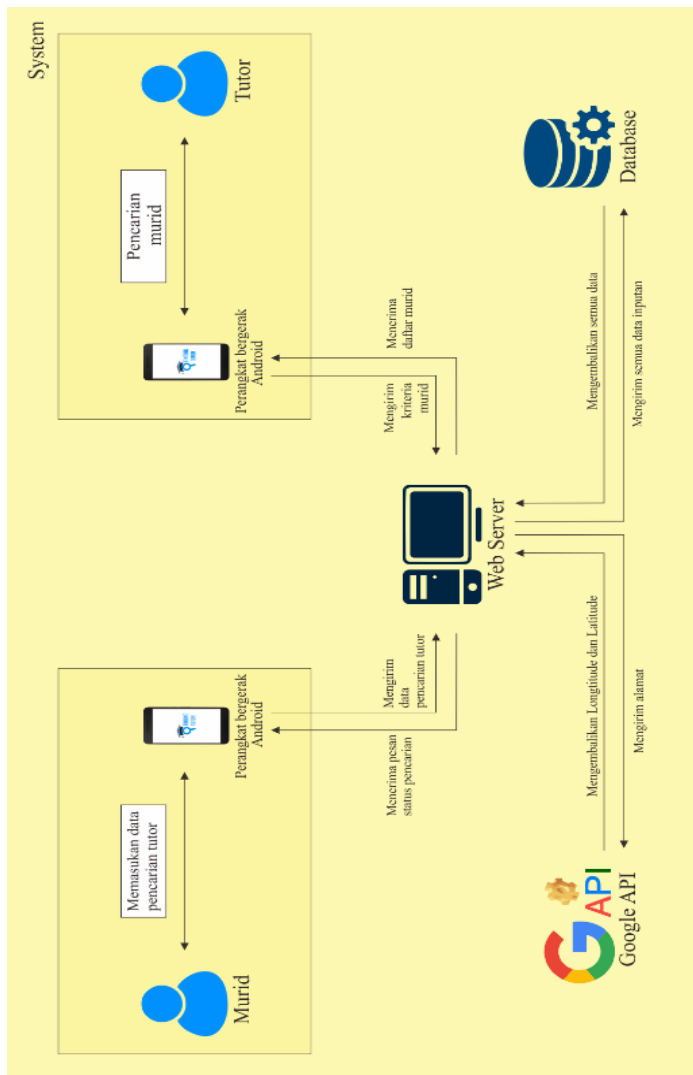 System
Murid
Memasukan data
pencarian tutor
Perangkat bergerak
Android
Perangkat bergerak
Android
Pencarian
murid
Tutor
Menerima pesan
status pencarian
Mengirim
data
pencarian tutor
Mengirim
kriteria
murid
Menerima
daftar murid
Web Server
Mengembalikan Longtitude dan Latitude
Mengirim alamat
Mengembalikan semua data
Mengirim semua data inputan
API
Google API
Database